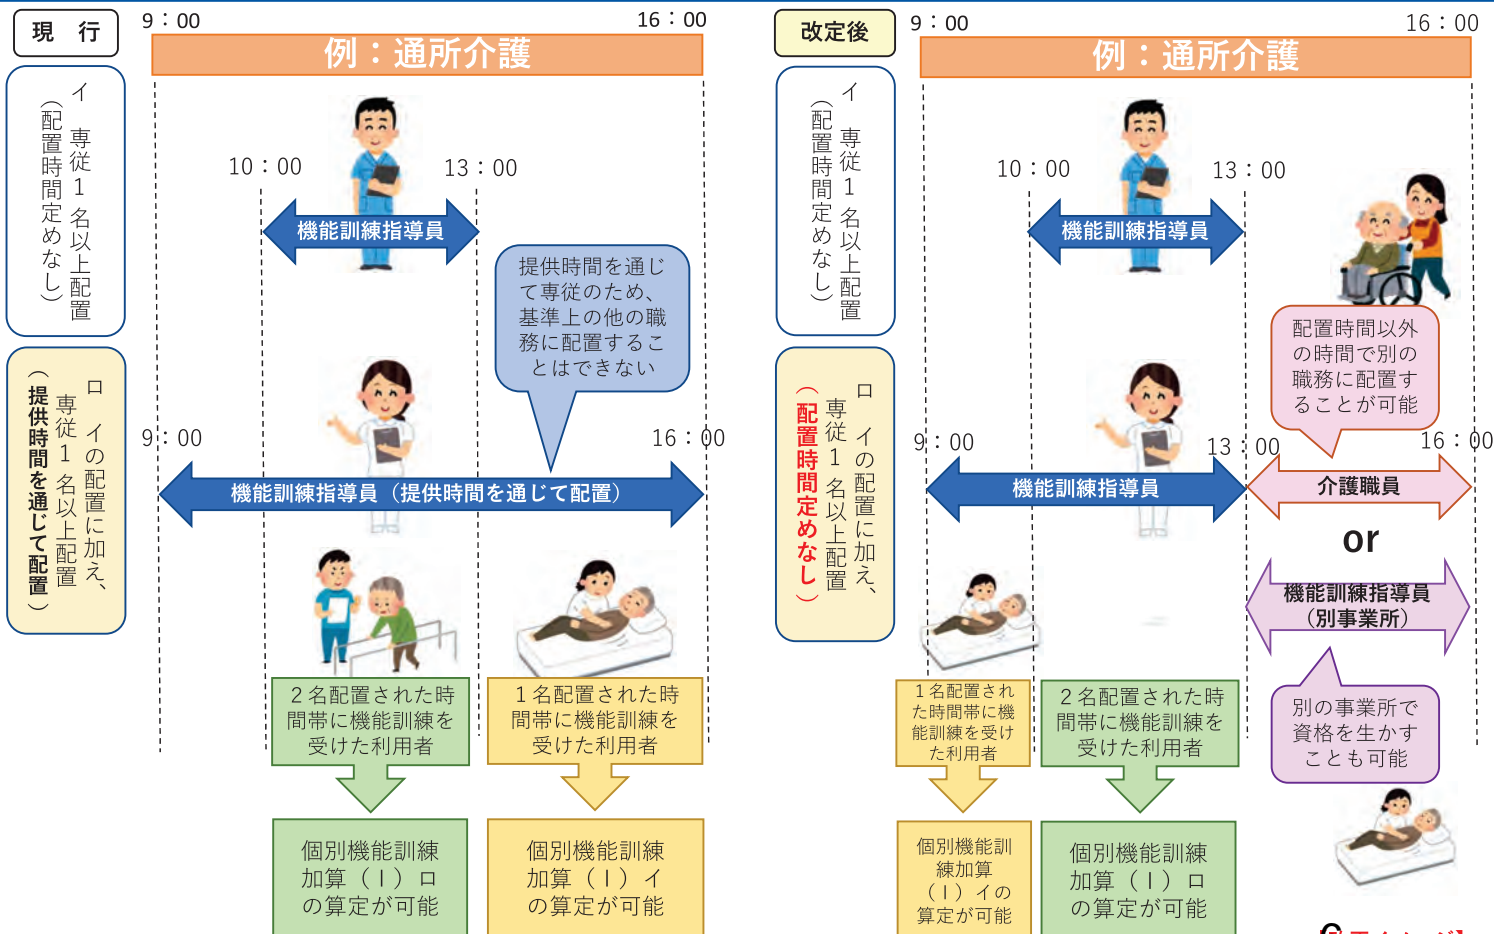 現　行
9：00
16：00
例：通所介護
イ　専従１名以上配置
（配置時間定めなし）
10：00
13：00
機能訓練指導員
提供時間を通じ
て専従のため、
基準上の他の職
務に配置するこ
とはできない
ロ　イの配置に加え、
専従１名以上配置
（提供時間を通じて配置）
9：00
16：00
機能訓練指導員（提供時間を通じて配置）
２名配置された時
間帯に機能訓練を
受けた利用者
１名配置された時
間帯に機能訓練を
受けた利用者
個別機能訓練
加算（Ⅰ）ロ
の算定が可能
個別機能訓練
加算（Ⅰ）イ
の算定が可能
改定後
9：00
16：00
例：通所介護
イ　専従１名以上配置
（配置時間定めなし）
10：00
13：00
機能訓練指導員
配置時間以外
の時間で別の
職務に配置す
ることが可能
ロ　イの配置に加え、
専従１名以上配置
（配置時間定めなし）
9：00
13：00
16：00
機能訓練指導員
介護職員
or
機能訓練指導員
（別事業所）
別の事業所で
資格を生かす
ことも可能
１名配置され
た時間帯に機
能訓練を受け
た利用者
２名配置された時
間帯に機能訓練を
受けた利用者
個別機能訓
練加算
（Ⅰ）イの
算定が可能
個別機能訓練
加算（Ⅰ）ロ
の算定が可能